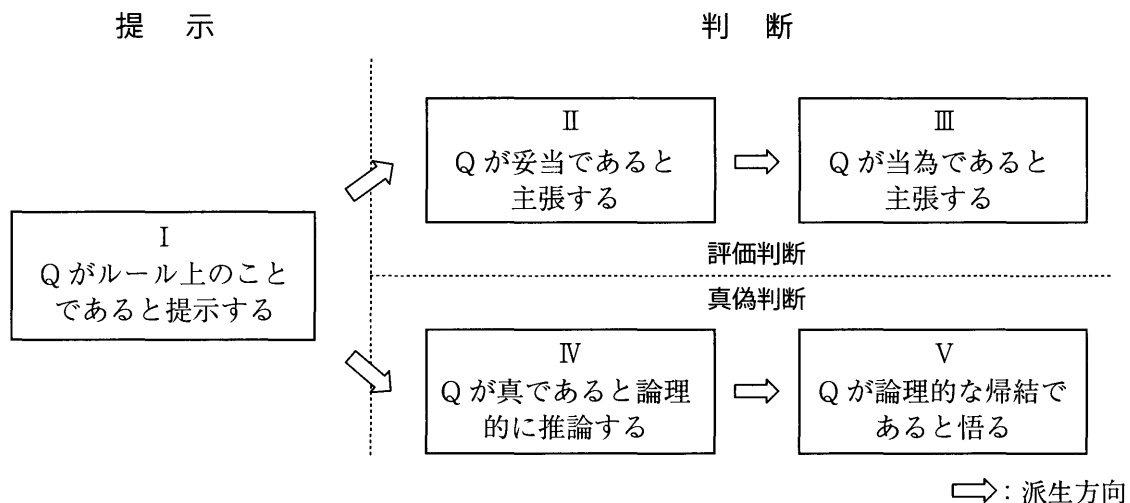 提 示
判 断
Ⅰ
Qがルール上のこと
であると提示する
Ⅱ
Qが妥当であると
主張する
Ⅲ
Qが当為であると
主張する
評価判断
真偽判断
Ⅳ
Qが真であると論理
的に推論する
Ⅴ
Qが論理的な帰結で
あると悟る
⇨：派生方向